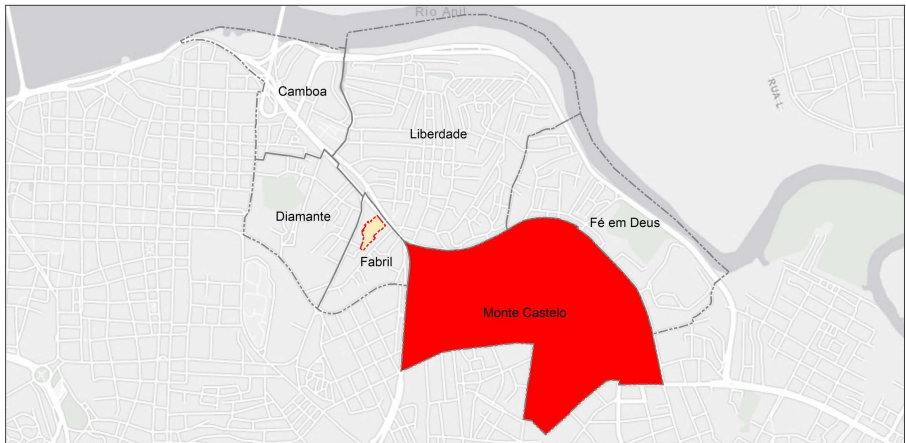 Rio Anil
Camboa
RUA L
Liberdade
Diamante
Fé em Deus
Fabril
Monte Castelo